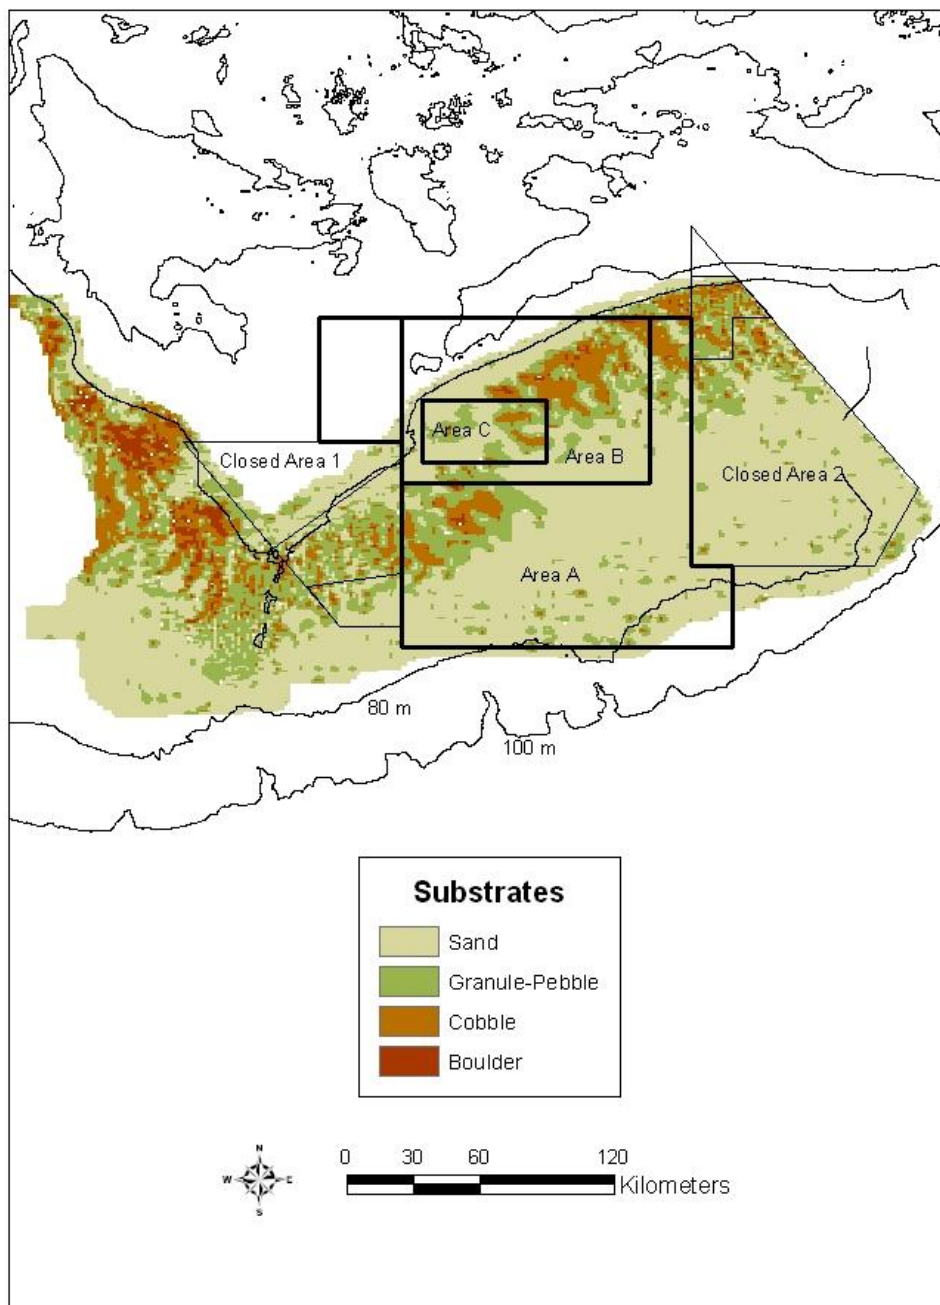 Area C
Area B
Closed Area 1
Closed Area 2
Area A
80 m
100 m
Substrates
Sand
Granule-Pebble
Cobble
Boulder
N
W E
S
0 30 60 120
Kilometers